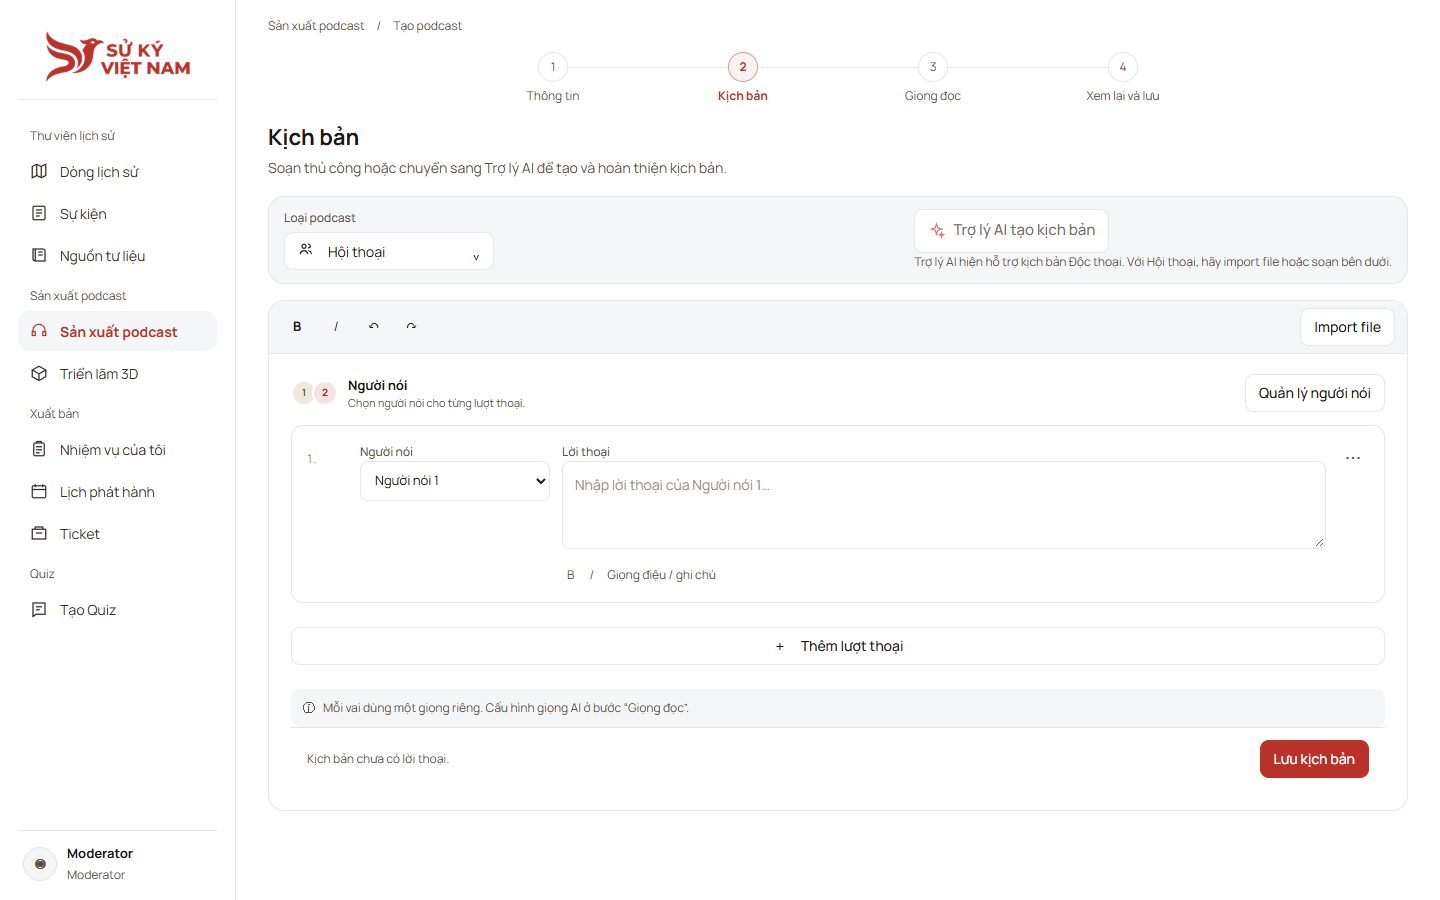 SỬ KÝ
VIỆT NAM
Thư viện lịch sử
Dòng lịch sử
Sự kiện
Nguồn tư liệu
Sản xuất podcast
Sản xuất podcast
Triển lãm 3D
Xuất bản
Nhiệm vụ của tôi
Lịch phát hành
Ticket
Quiz
Tạo Quiz
Moderator
Moderator
Sản xuất podcast / Tạo podcast
1 2 3 4
Thông tin Kịch bản Giọng đọc Xem lại và lưu
Kịch bản
Soạn thủ công hoặc chuyển sang Trợ lý AI để tạo và hoàn thiện kịch bản.
Loại podcast
Hội thoại v
Trợ lý AI tạo kịch bản
Trợ lý AI hiện hỗ trợ kịch bản Độc thoại. Với Hội thoại, hãy import file hoặc soạn bên dưới.
B I
Import file
1 2
Người nói
Chọn người nói cho từng lượt thoại.
Quản lý người nói
1.
Người nói
Người nói 1
Lời thoại
Nhập lời thoại của Người nói 1...
...
B I Giọng điệu / ghi chú
+ Thêm lượt thoại
Mỗi vai dùng một giọng riêng. Cấu hình giọng AI ở bước “Giọng đọc”.
Kịch bản chưa có lời thoại.
Lưu kịch bản